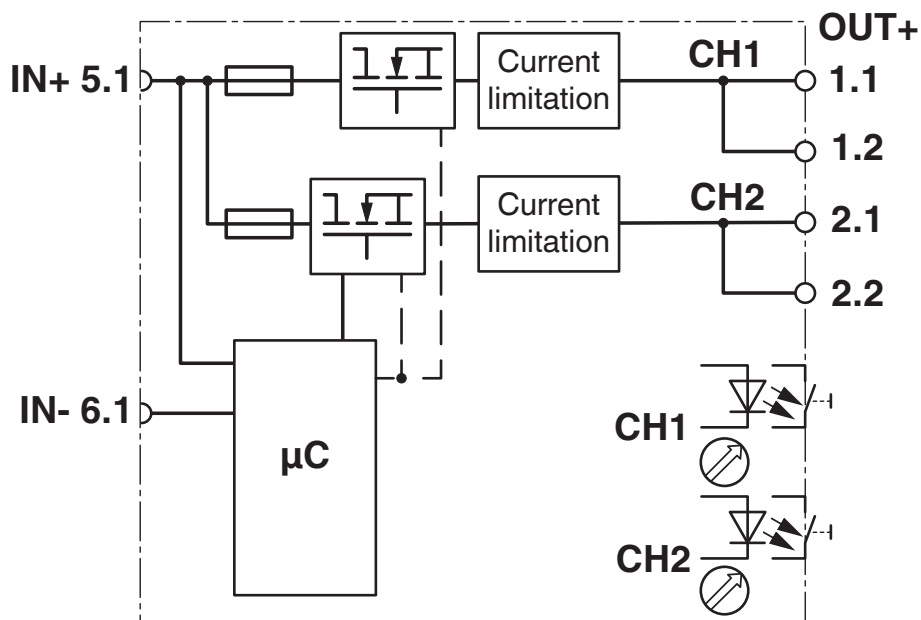 OUT+
IN+ 5.1
Current
limitation
CH1
1.1
1.2
Current
limitation
CH2
2.1
2.2
IN- 6.1
µC
CH1
CH2